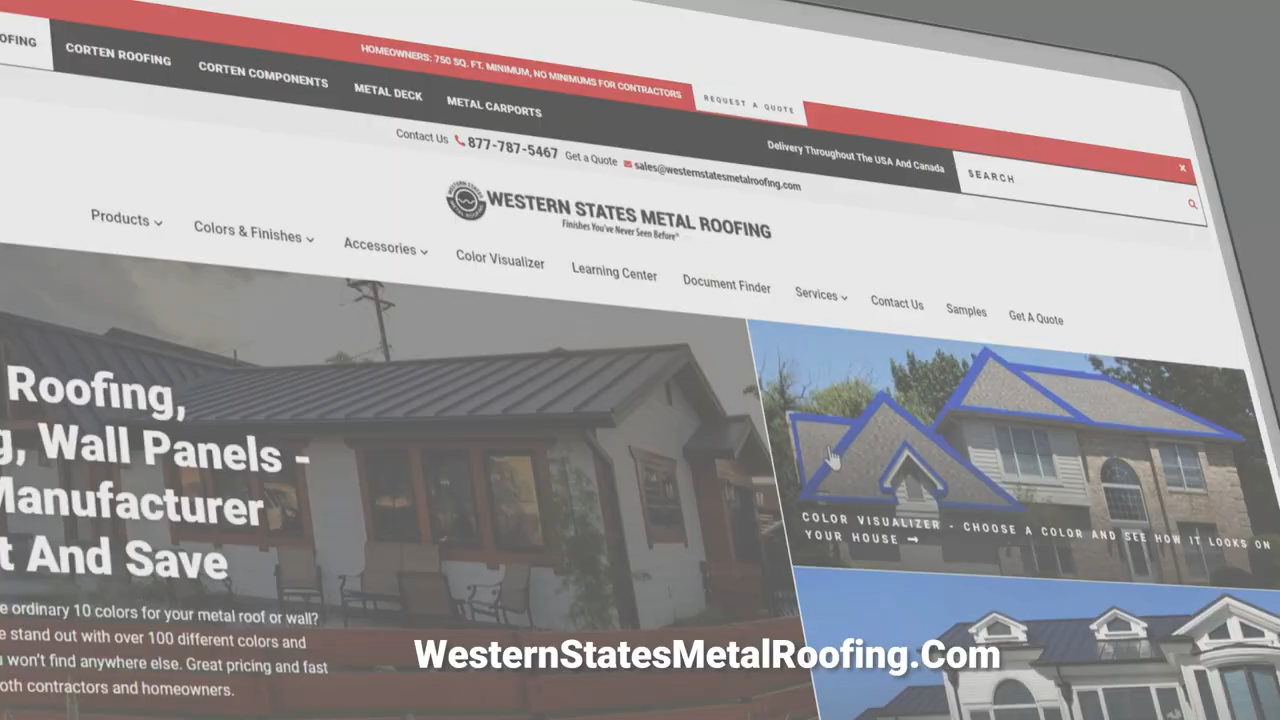 HOMEOWNERS: 750 SQ. FT. MINIMUM, NO MINIMUMS FOR CONTRACTORS
REQUEST A QUOTE
x
OFING
CORTEN ROOFING
CORTEN COMPONENTS
METAL DECK
METAL CARPORTS
Delivery Throughout The USA And Canada
SEARCH
Contact Us 877-787-5467 Get a Quote sales@westernstatesmetalroofing.com
WESTERN STATES METAL ROOFING
Finishes You've Never Seen Before™
Products
Colors & Finishes
Accessories
Color Visualizer
Learning Center
Document Finder
Services
Contact Us
Samples
Get A Quote
Roofing,
g, Wall Panels -
Manufacturer
t And Save
e ordinary 10 colors for your metal roof or wall?
e stand out with over 100 different colors and
u won't find anywhere else. Great pricing and fast
oth contractors and homeowners.
COLOR VISUALIZER - CHOOSE A COLOR AND SEE HOW IT LOOKS ON
YOUR HOUSE →
WesternStatesMetalRoofing.Com